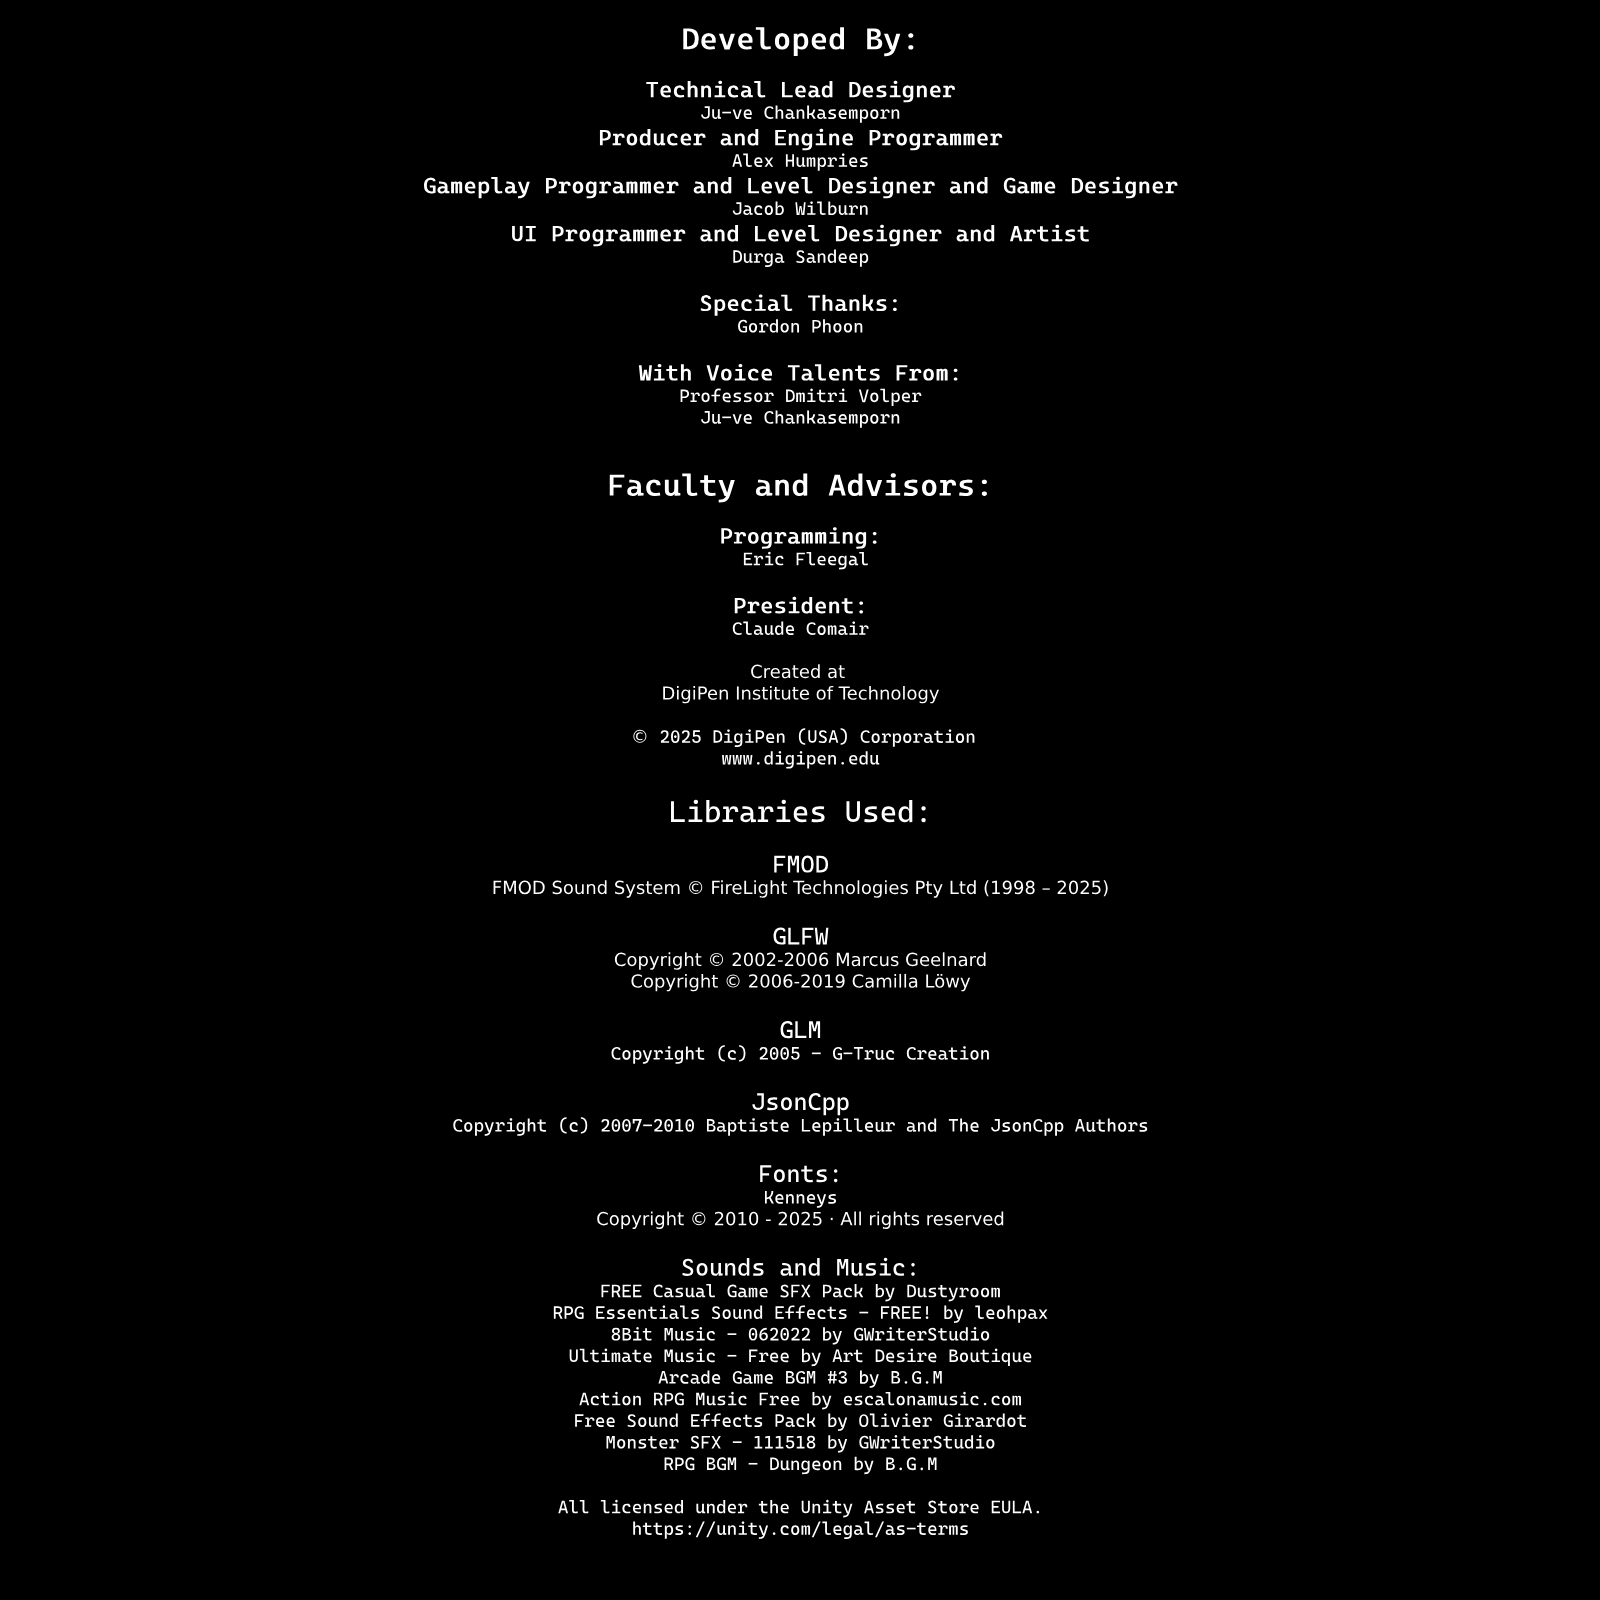 Developed By:
Technical Lead Designer
Ju-ve Chankasemporn
Producer and Engine Programmer
Alex Humpries
Gameplay Programmer and Level Designer and Game Designer
Jacob Wilburn
UI Programmer and Level Designer and Artist
Durga Sandeep
Special Thanks:
Gordon Phoon
With Voice Talents From:
Professor Dmitri Volper
Ju-ve Chankasemporn
Faculty and Advisors:
Programming:
Eric Fleegal
President:
Claude Comair
Created at
DigiPen Institute of Technology
© 2025 DigiPen (USA) Corporation
www.digipen.edu
Libraries Used:
FMOD
FMOD Sound System © FireLight Technologies Pty Ltd (1998 – 2025)
GLFW
Copyright © 2002-2006 Marcus Geelnard
Copyright © 2006-2019 Camilla Löwy
GLM
Copyright (c) 2005 - G-Truc Creation
JsonCpp
Copyright (c) 2007-2010 Baptiste Lepilleur and The JsonCpp Authors
Fonts:
Kenneys
Copyright © 2010 - 2025 · All rights reserved
Sounds and Music:
FREE Casual Game SFX Pack by Dustyroom
RPG Essentials Sound Effects - FREE! by leohpax
8Bit Music - 062022 by GWriterStudio
Ultimate Music - Free by Art Desire Boutique
Arcade Game BGM #3 by B.G.M
Action RPG Music Free by escalonamusic.com
Free Sound Effects Pack by Olivier Girardot
Monster SFX - 111518 by GWriterStudio
RPG BGM - Dungeon by B.G.M
All licensed under the Unity Asset Store EULA.
https://unity.com/legal/as-terms